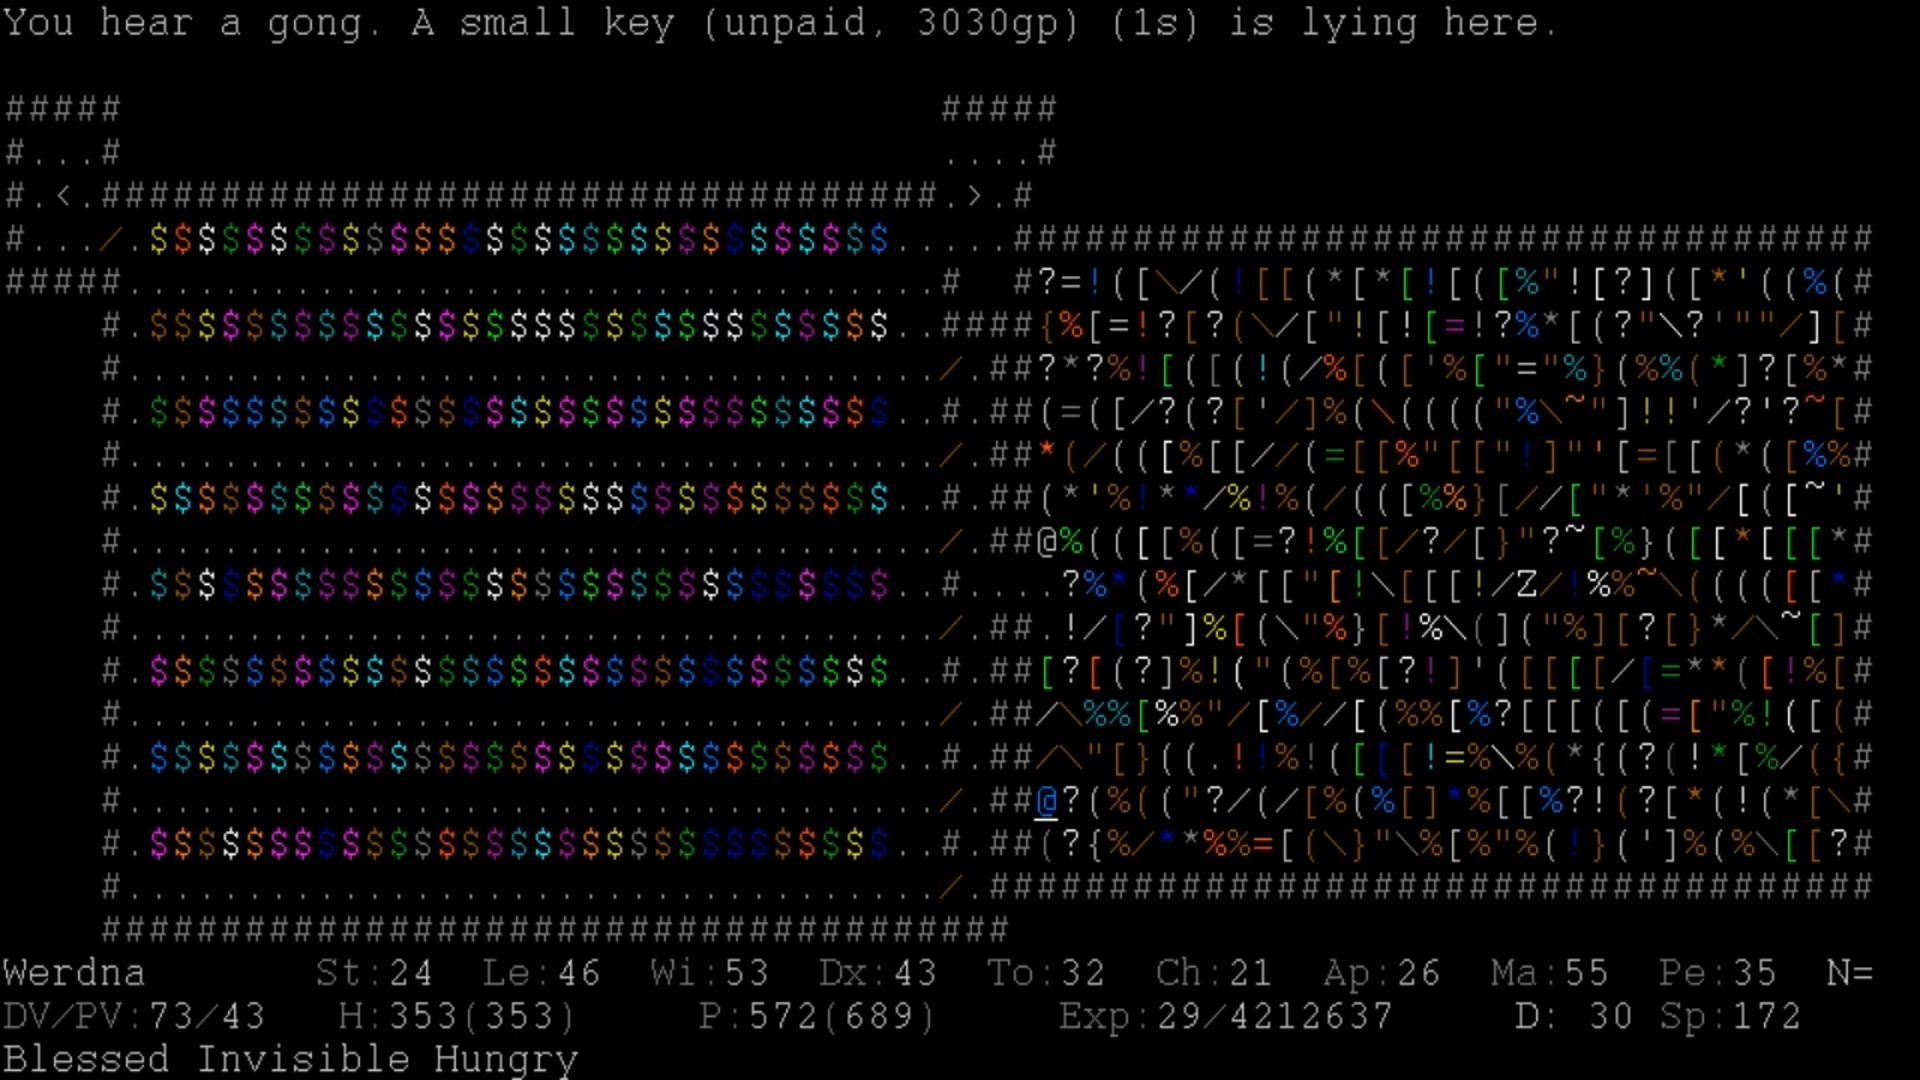 You hear a gong. A small key (unpaid, 3030gp) (1s) is lying here.
Werdna St:24 Le:46 Wi:53 Dx:43 To:32 Ch:21 Ap:26 Ma:55 Pe:35 N=
DV/PV:73/43 H:353(353) P:572(689) Exp:29/4212637 D: 30 Sp:172
Blessed Invisible Hungry